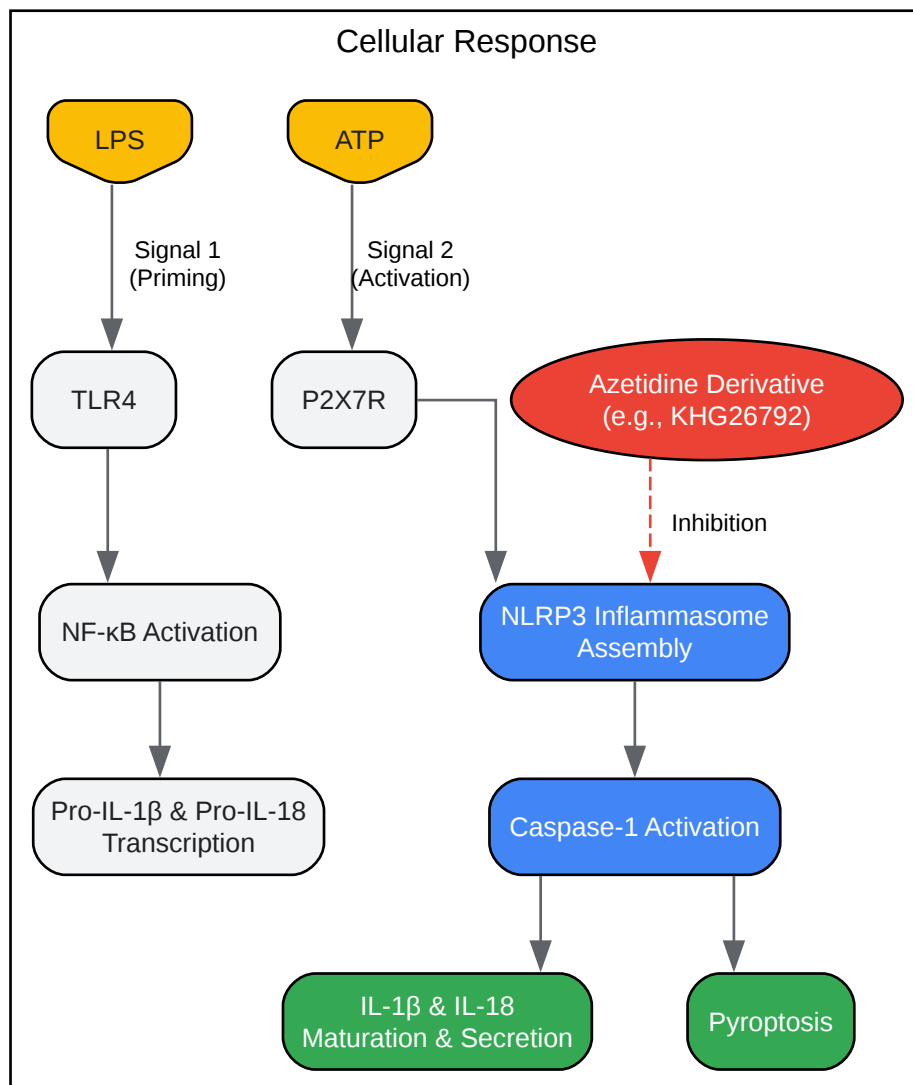 Cellular Response
LPS
ATP
Signal 1
(Priming)
Signal 2
(Activation)
TLR4
P2X7R
Azetidine Derivative
(e.g., KHG26792)
Inhibition
NF-κB Activation
NLRP3 Inflammasome
Assembly
Pro-IL-1β & Pro-IL-18
Transcription
Caspase-1 Activation
IL-1β & IL-18
Maturation & Secretion
Pyroptosis